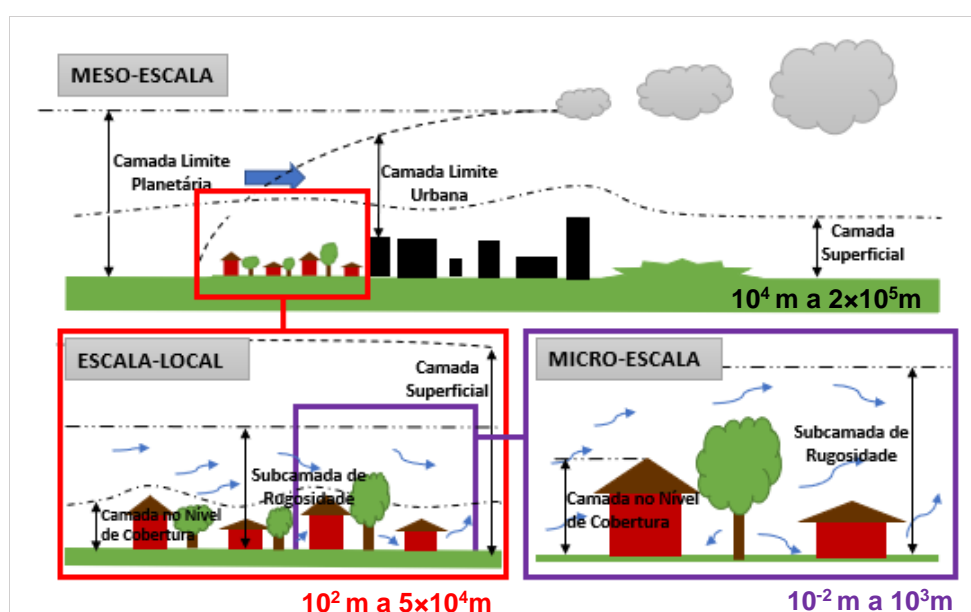 MESO-ESCALA
Camada Limite
Planetária
Camada Limite
Urbana
Camada
Superficial
10⁴ m a 2×10⁵m
ESCALA-LOCAL
Camada
Superficial
Subcamada de
Rugosidade
Camada no Nível
de Cobertura
10² m a 5×10⁴m
MICRO-ESCALA
Subcamada de
Rugosidade
Camada no Nível
de Cobertura
10⁻² m a 10³m